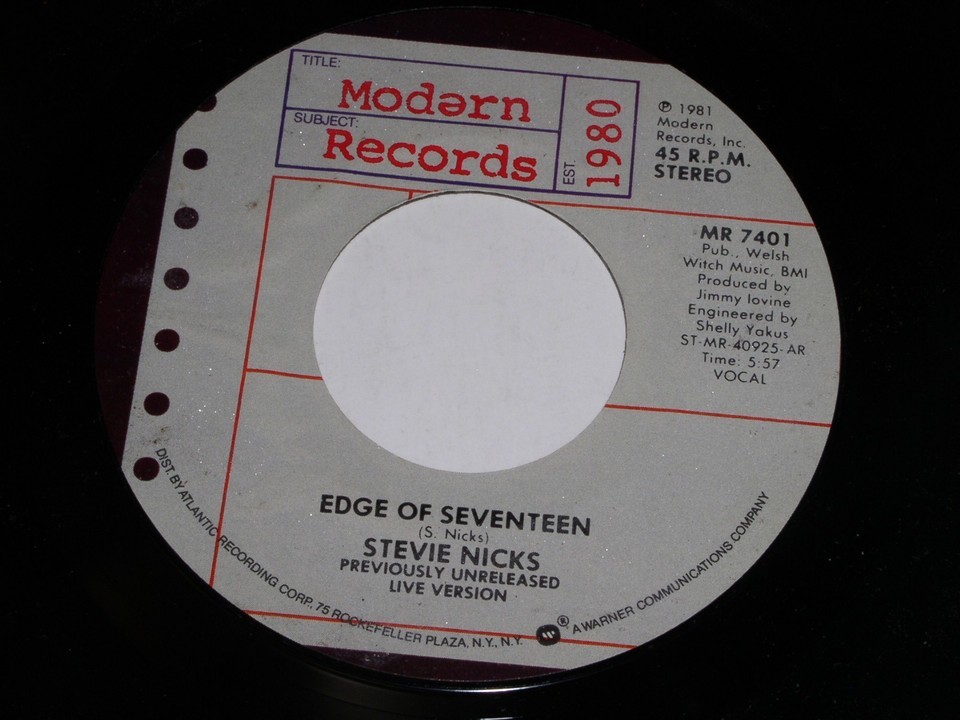 TITLE:
Modərn
SUBJECT:
Records
EST.
1980
℗ 1981
Modern
Records, Inc.
45 R.P.M.
STEREO
MR 7401
Pub., Welsh
Witch Music, BMI
Produced by
Jimmy Iovine
Engineered by
Shelly Yakus
ST-MR-40925-AR
Time: 5:57
VOCAL
EDGE OF SEVENTEEN
(S. Nicks)
STEVIE NICKS
PREVIOUSLY UNRELEASED
LIVE VERSION
DIST. BY ATLANTIC RECORDING CORP. 75 ROCKEFELLER PLAZA, N.Y., N.Y. ® A WARNER COMMUNICATIONS COMPANY